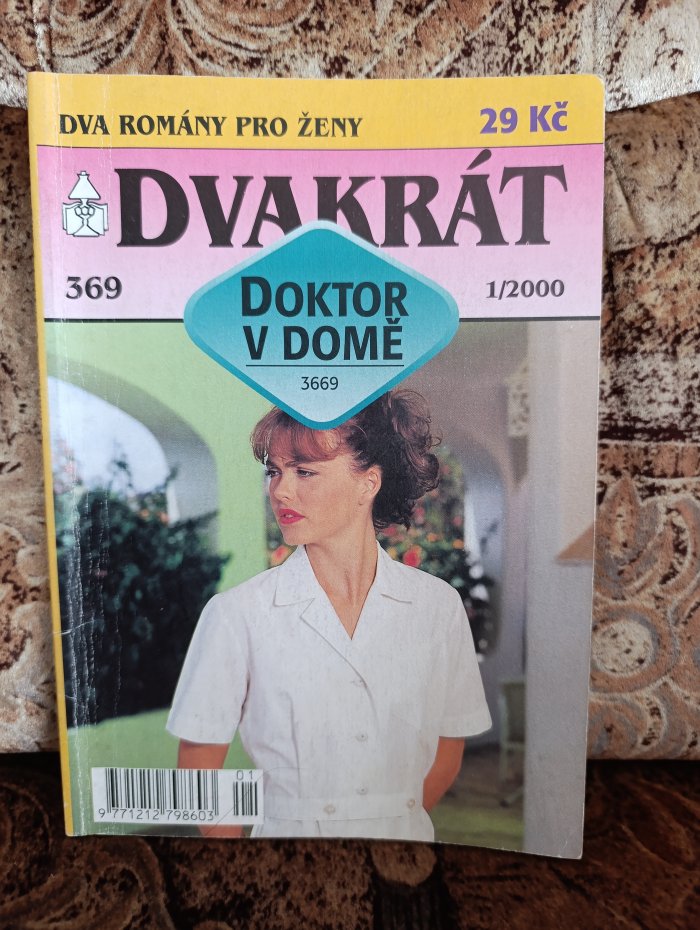 DVA ROMÁNY PRO ŽENY
29 Kč
DVAKRÁT
369
1/2000
DOKTOR
V DOMĚ
3669
01
9 771212 798603